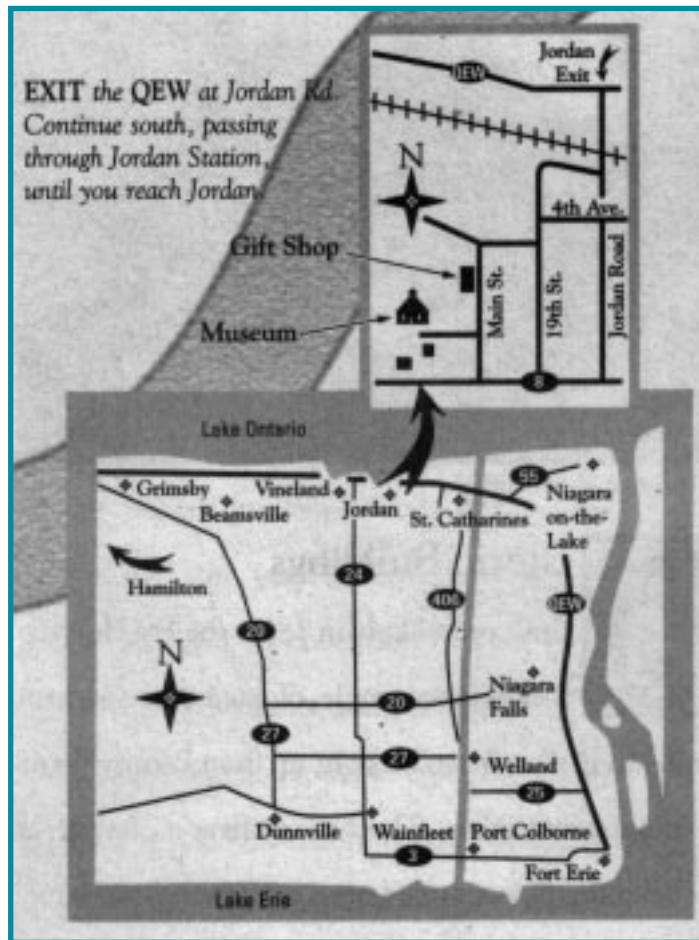 EXIT the QEW at Jordan Rd.
Continue south, passing
through Jordan Station,
until you reach Jordan.
Jordan
Exit
QEW
N
4th Ave.
Gift Shop
Main St.
19th St.
Jordan Road
Museum
8
Lake Ontario
55
Grimsby
Vineland
Beamsville
Jordan
St. Catharines
Niagara
on-the-
Lake
Hamilton
24
406
QEW
20
N
20
Niagara
Falls
27
27
Welland
25
Dunnville
Wainfleet
Port Colborne
3
Fort Erie
Lake Erie